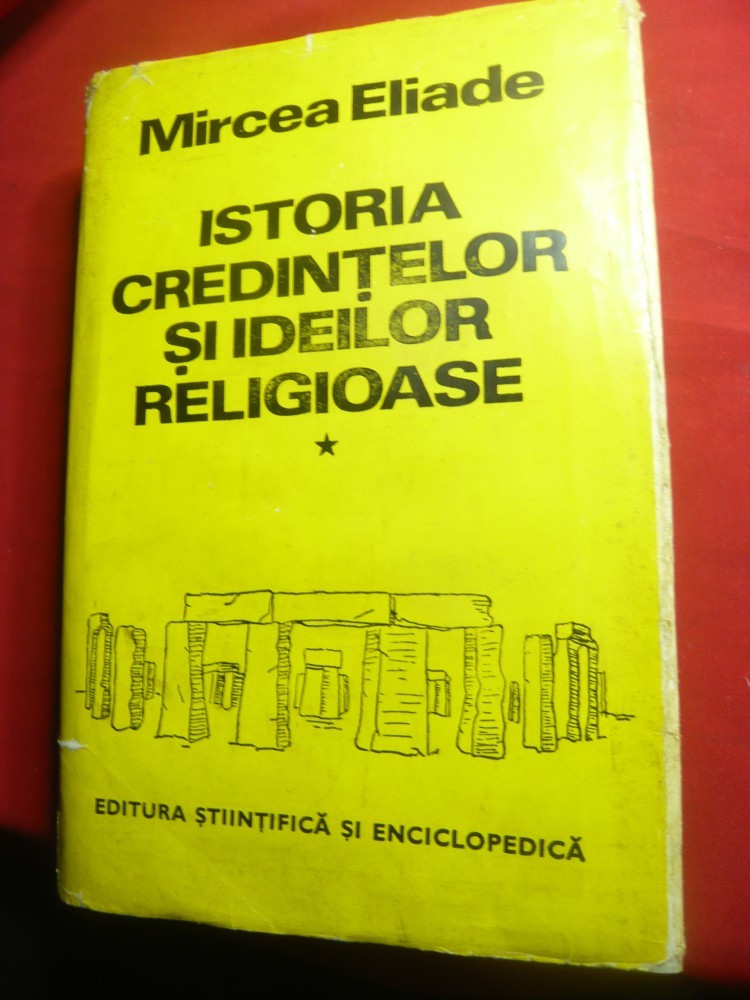 Mircea Eliade
ISTORIA
CREDINȚELOR
ȘI IDEILOR
RELIGIOASE
★
EDITURA ȘTIINȚIFICĂ ȘI ENCICLOPEDICĂ